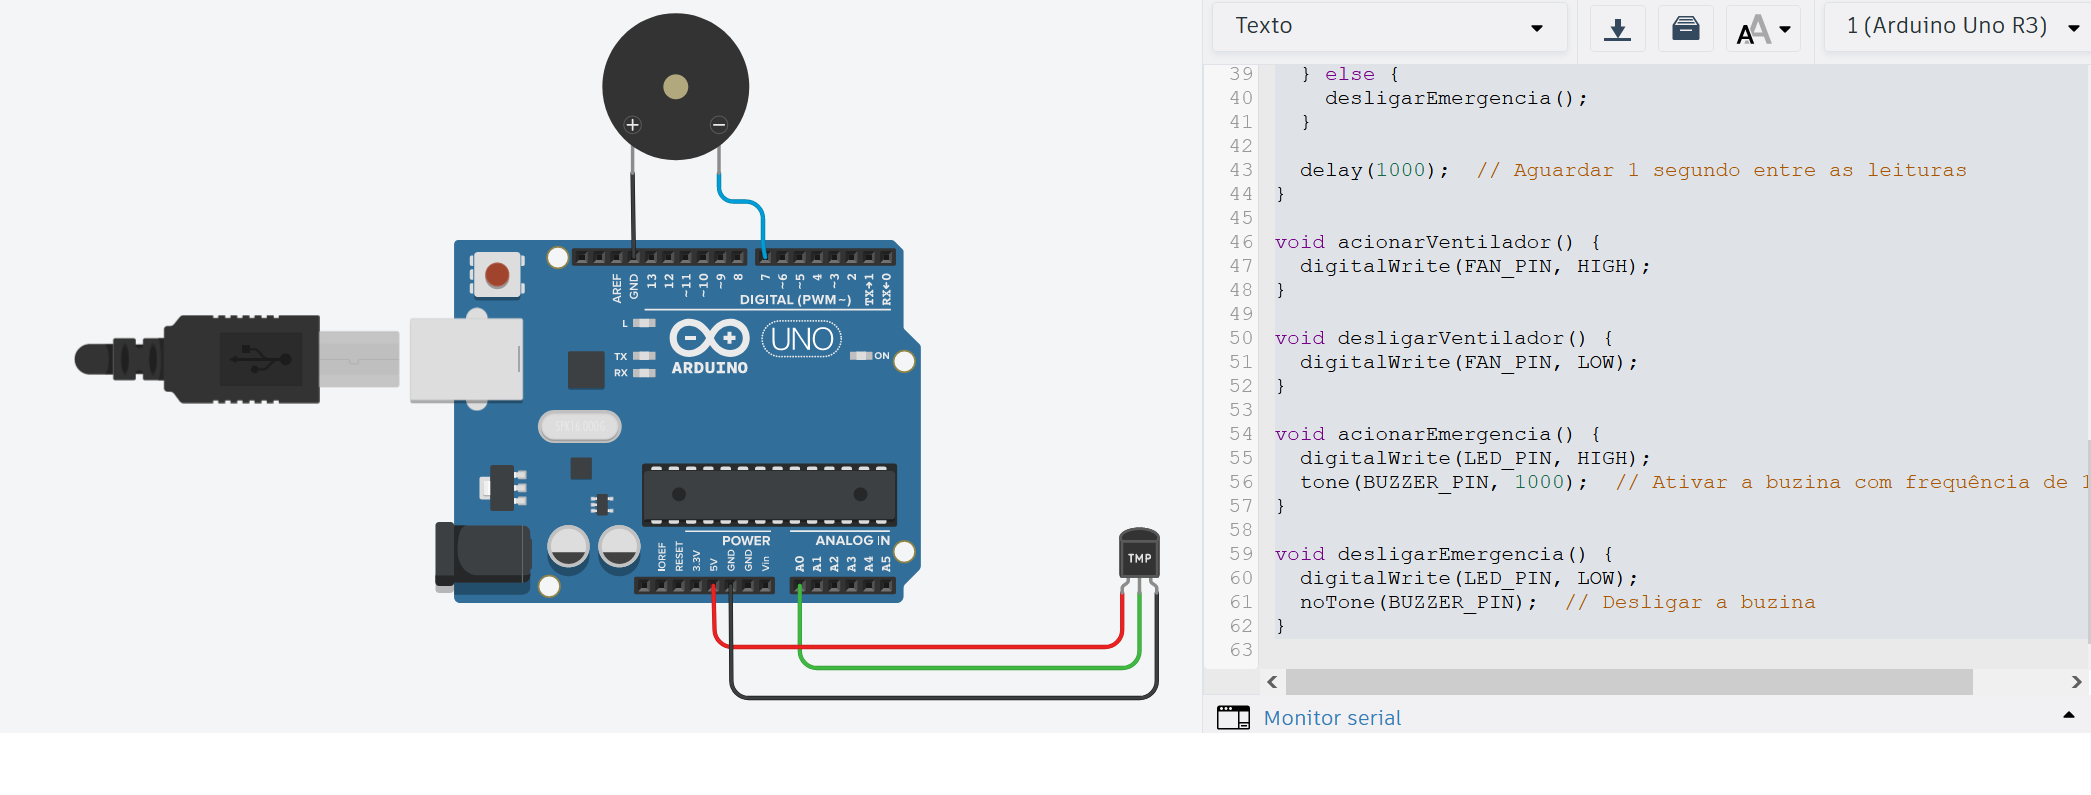 Texto
1 (Arduino Uno R3)
39 } else {
40 desligarEmergencia();
41 }
42
43 delay(1000); // Aguardar 1 segundo entre as leituras
44 }
45
46 void acionarVentilador() {
47 digitalWrite(FAN_PIN, HIGH);
48 }
49
50 void desligarVentilador() {
51 digitalWrite(FAN_PIN, LOW);
52 }
53
54 void acionarEmergencia() {
55 digitalWrite(LED_PIN, HIGH);
56 tone(BUZZER_PIN, 1000); // Ativar a buzina com frequência de 1
57 }
58
59 void desligarEmergencia() {
60 digitalWrite(LED_PIN, LOW);
61 noTone(BUZZER_PIN); // Desligar a buzina
62 }
63
Monitor serial
+ −
AREF GND 13 12 ~11 ~10 ~9 8 7 ~6 ~5 4 ~3 2 TX→1 RX←0
DIGITAL (PWM~)
L
TX
RX
ARDUINO
UNO
ON
POWER
ANALOG IN
IOREF RESET 3.3V 5V GND GND Vin A0 A1 A2 A3 A4 A5
TMP